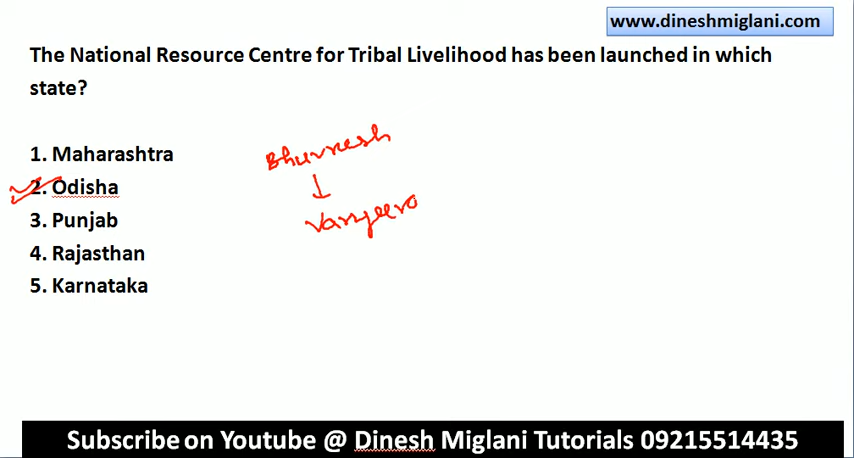 www.dineshmiglani.com
The National Resource Centre for Tribal Livelihood has been launched in which
state?
1. Maharashtra
Bhuvnesh
2. Odisha
3. Punjab
4. Rajasthan
5. Karnataka
Subscribe on Youtube @ Dinesh Miglani Tutorials 09215514435